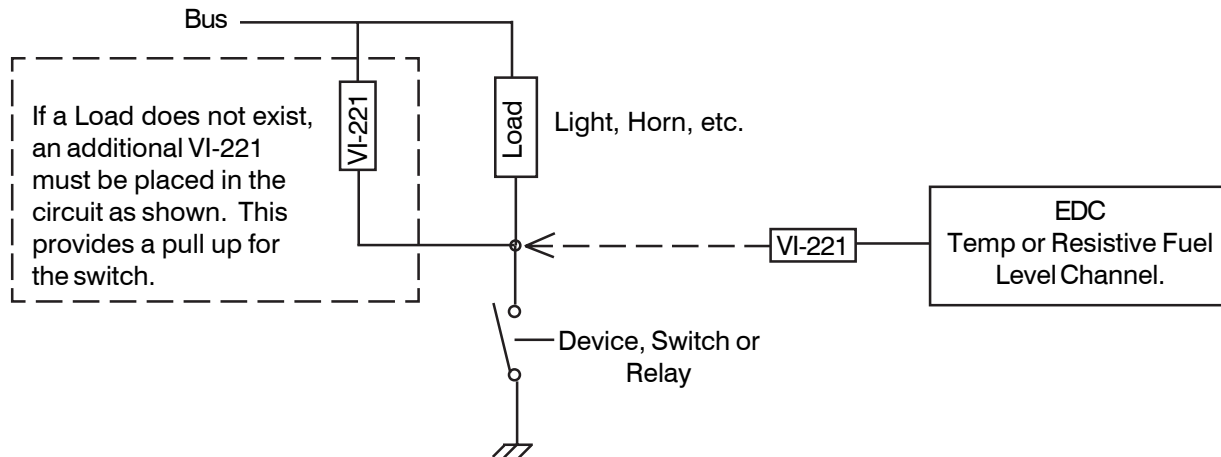 Bus
If a Load does not exist,
an additional VI-221
must be placed in the
circuit as shown.  This
provides a pull up for
the switch.
VI-221
Load
Light, Horn, etc.
VI-221
EDC
Temp or Resistive Fuel
Level Channel.
Device, Switch or
Relay